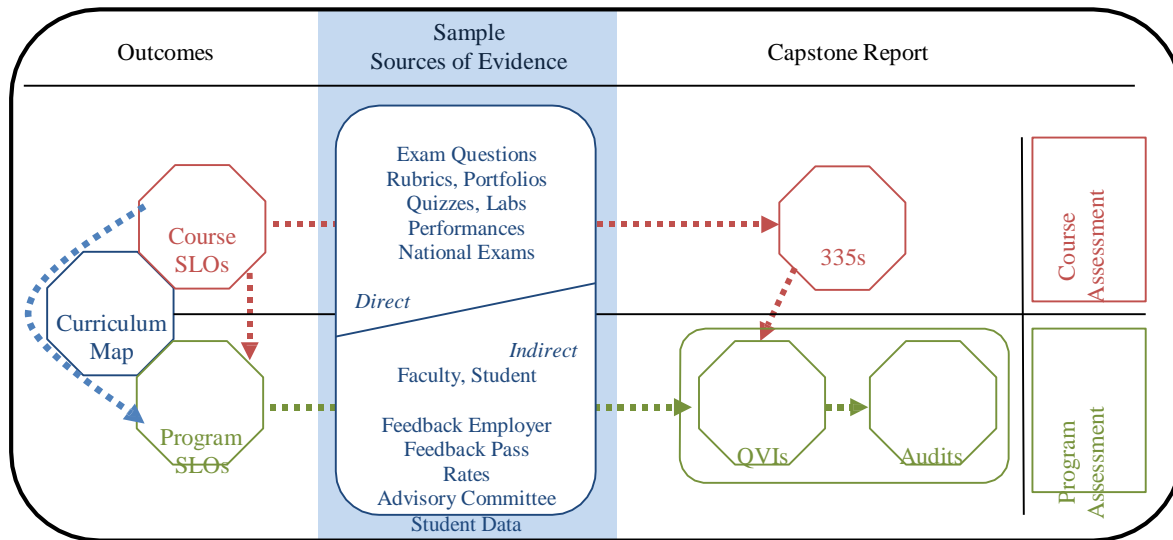 Outcomes
Sample
Sources of Evidence
Capstone Report
Exam Questions
Rubrics, Portfolios
Quizzes, Labs
Performances
National Exams
Direct
Course
SLOs
335s
Course
Assessment
Curriculum
Map
Indirect
Faculty, Student
Feedback Employer
Feedback Pass
Rates
Advisory Committee
Student Data
Program
SLOs
QVIs
Audits
Program
Assessment